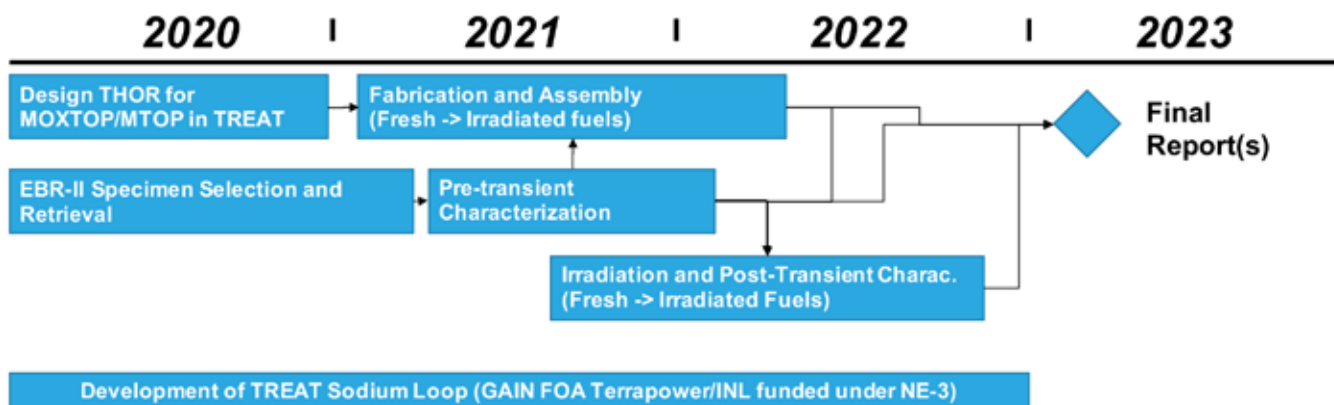 2020 | 2021 | 2022 | 2023
Design THOR for
MOXTOP/MTOP in TREAT
Fabrication and Assembly
(Fresh -> Irradiated fuels)
Final
Report(s)
EBR-II Specimen Selection and
Retrieval
Pre-transient
Characterization
Irradiation and Post-Transient Charac.
(Fresh -> Irradiated Fuels)
Development of TREAT Sodium Loop (GAIN FOA Terrapower/INL funded under NE-3)